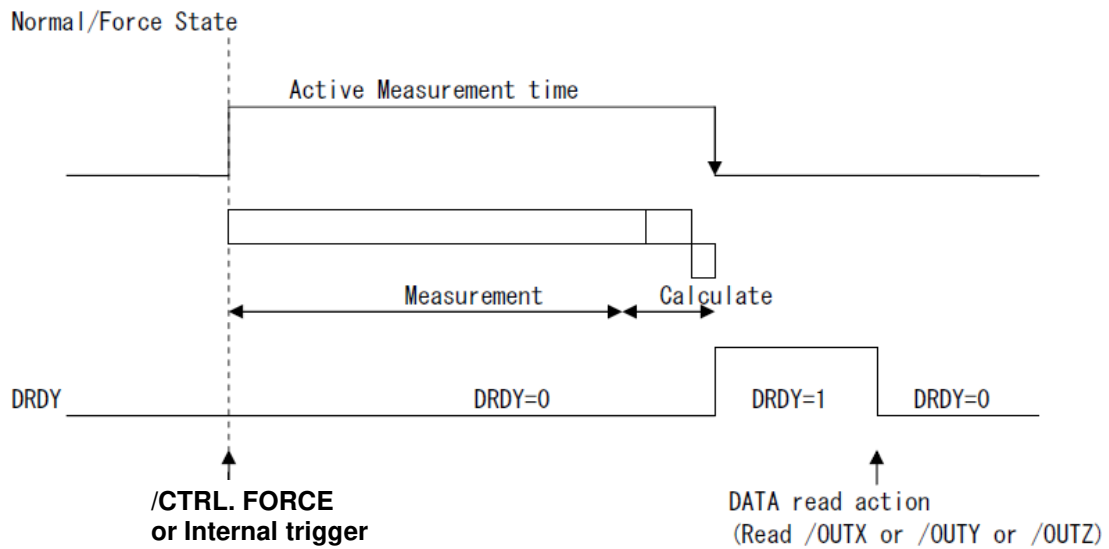 Normal/Force State
Active Measurement time
Measurement
Calculate
DRDY
DRDY=0
DRDY=1
DRDY=0
/CTRL. FORCE
or Internal trigger
DATA read action
(Read /OUTX or /OUTY or /OUTZ)